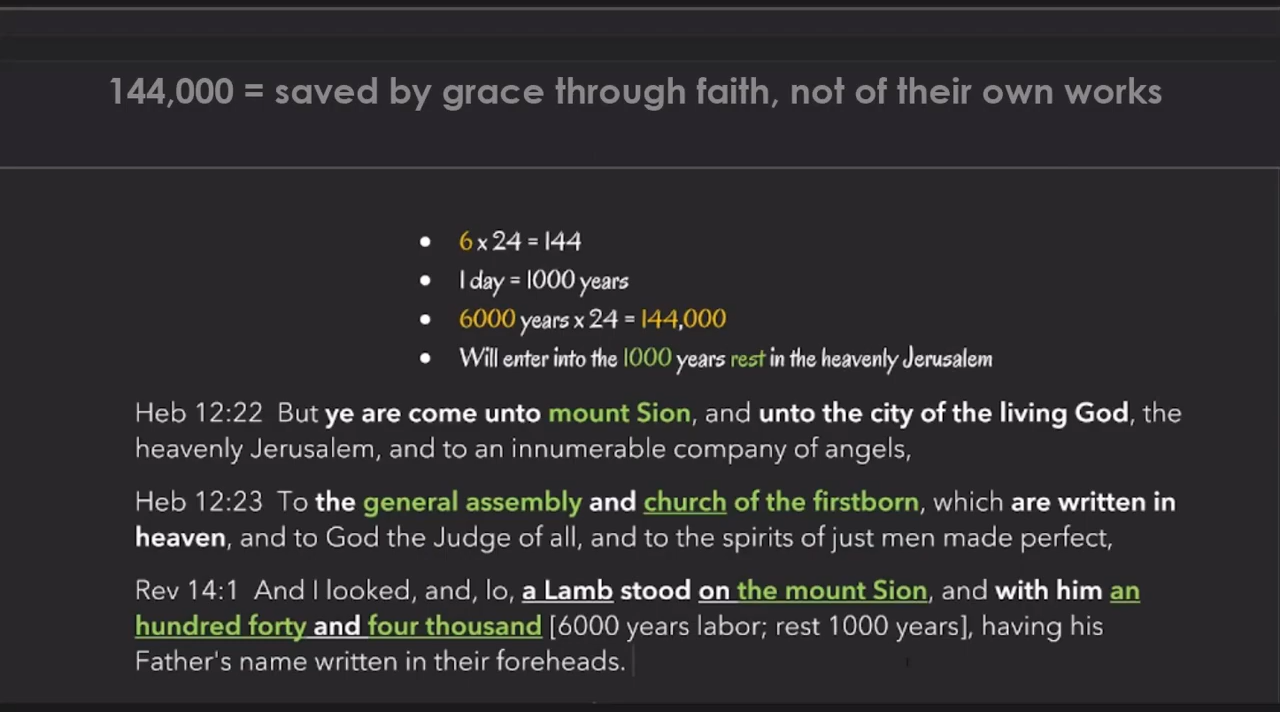 144,000 = saved by grace through faith, not of their own works
• 6 x 24 = 144
• 1 day = 1000 years
• 6000 years x 24 = 144,000
• Will enter into the 1000 years rest in the heavenly Jerusalem
Heb 12:22 But ye are come unto mount Sion, and unto the city of the living God, the
heavenly Jerusalem, and to an innumerable company of angels,
Heb 12:23 To the general assembly and church of the firstborn, which are written in
heaven, and to God the Judge of all, and to the spirits of just men made perfect,
Rev 14:1 And I looked, and, lo, a Lamb stood on the mount Sion, and with him an
hundred forty and four thousand [6000 years labor; rest 1000 years], having his
Father's name written in their foreheads.